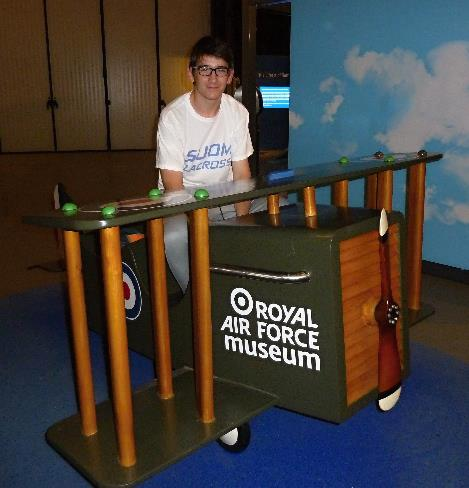 SUOMI
LACROSSE
ROYAL
AIR FORCE
museum